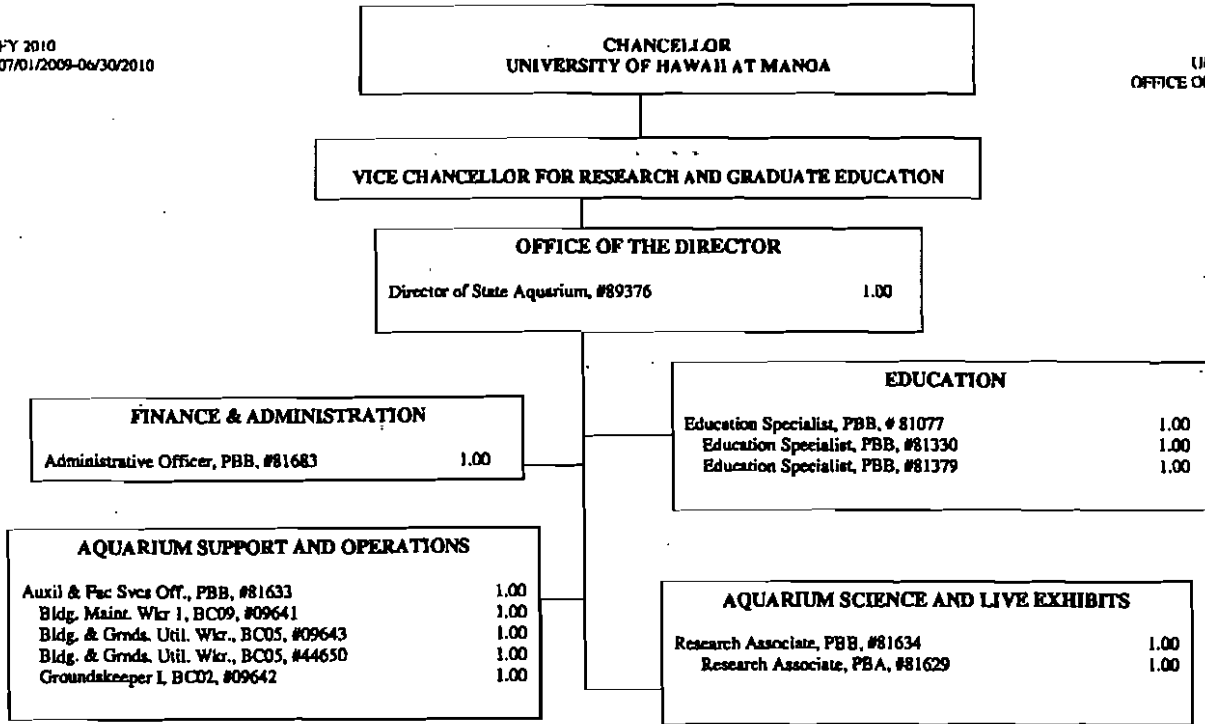 FY 2010
07/01/2009-06/30/2010
CHANCELLOR
UNIVERSITY OF HAWAII AT MANOA
OFFICE
VICE CHANCELLOR FOR RESEARCH AND GRADUATE EDUCATION
OFFICE OF THE DIRECTOR
Director of State Aquarium, #89376 1.00
FINANCE & ADMINISTRATION
Administrative Officer, PBB, #81683 1.00
EDUCATION
Education Specialist, PBB, # 81077 1.00
Education Specialist, PBB, #81330 1.00
Education Specialist, PBB, #81379 1.00
AQUARIUM SUPPORT AND OPERATIONS
Auxil & Fac Svcs Off., PBB, #81633 1.00
Bldg. Maint. Wkr I, BC09, #09641 1.00
Bldg. & Grnds. Util. Wkr., BC05, #09643 1.00
Bldg. & Grnds. Util. Wkr., BC05, #44650 1.00
Groundskeeper I, BC02, #09642 1.00
AQUARIUM SCIENCE AND LIVE EXHIBITS
Research Associate, PBB, #81634 1.00
Research Associate, PBA, #81629 1.00